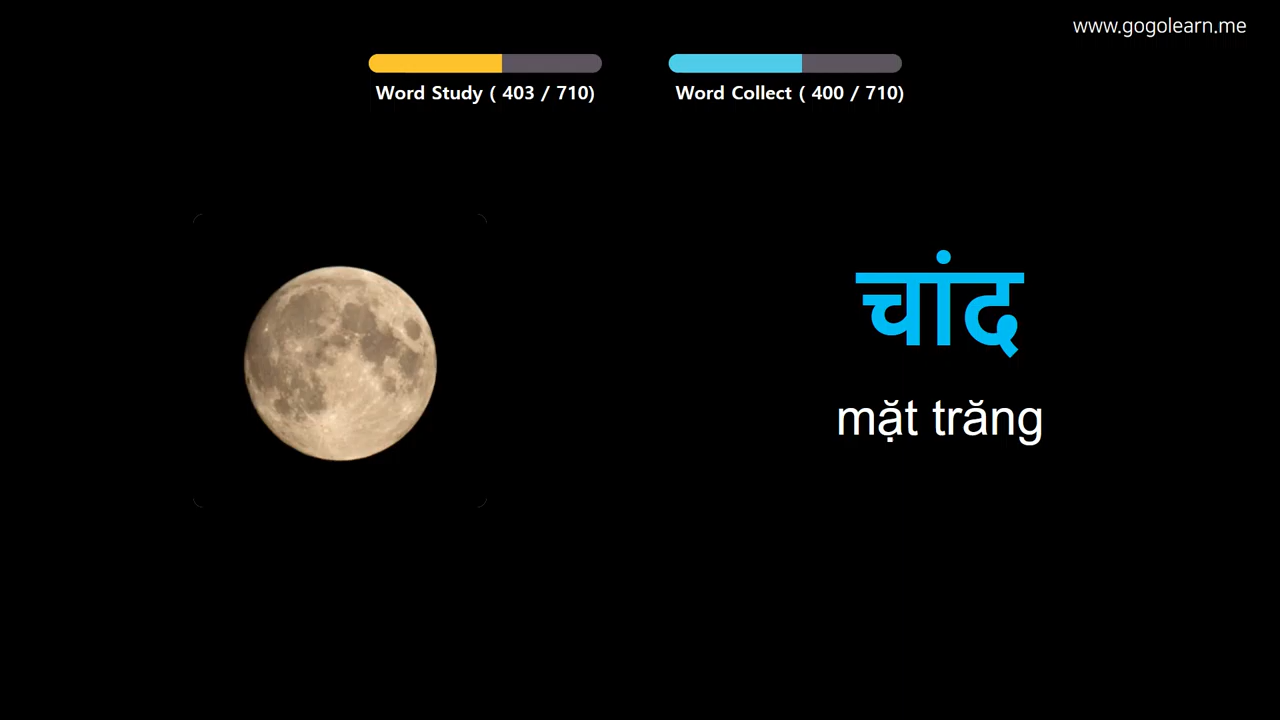 www.gogolearn.me
Word Study ( 403 / 710)
Word Collect ( 400 / 710)
चांद
mặt trăng